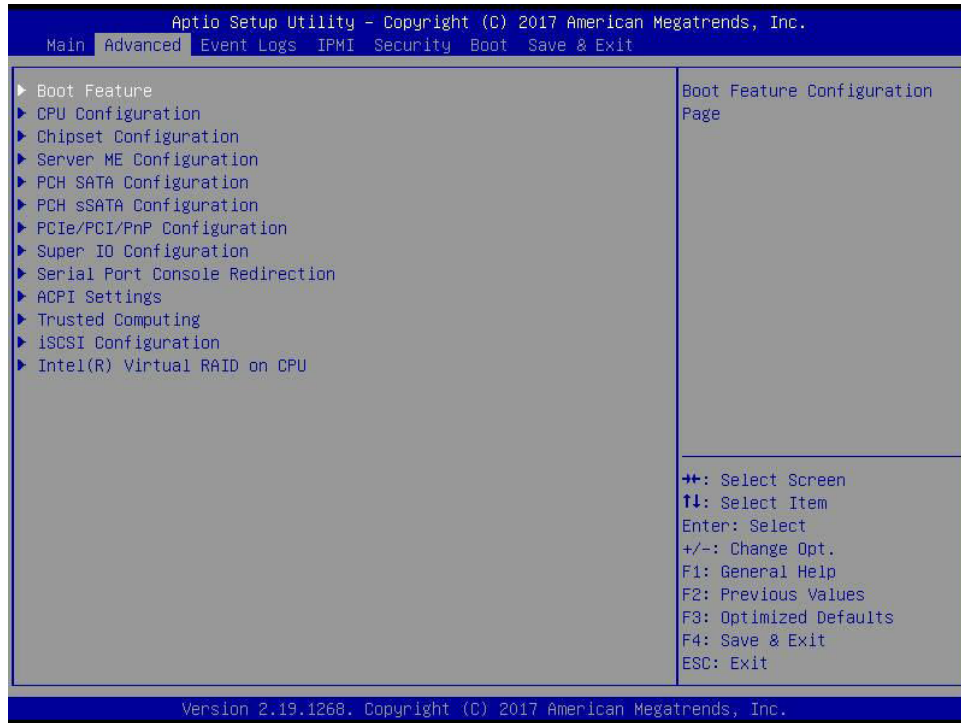 Aptio Setup Utility – Copyright (C) 2017 American Megatrends, Inc.
Main Advanced Event Logs IPMI Security Boot Save & Exit
▶ Boot Feature
▶ CPU Configuration
▶ Chipset Configuration
▶ Server ME Configuration
▶ PCH SATA Configuration
▶ PCH sSATA Configuration
▶ PCIe/PCI/PnP Configuration
▶ Super IO Configuration
▶ Serial Port Console Redirection
▶ ACPI Settings
▶ Trusted Computing
▶ iSCSI Configuration
▶ Intel(R) Virtual RAID on CPU
Boot Feature Configuration
Page
→←: Select Screen
↑↓: Select Item
Enter: Select
+/-: Change Opt.
F1: General Help
F2: Previous Values
F3: Optimized Defaults
F4: Save & Exit
ESC: Exit
Version 2.19.1268. Copyright (C) 2017 American Megatrends, Inc.